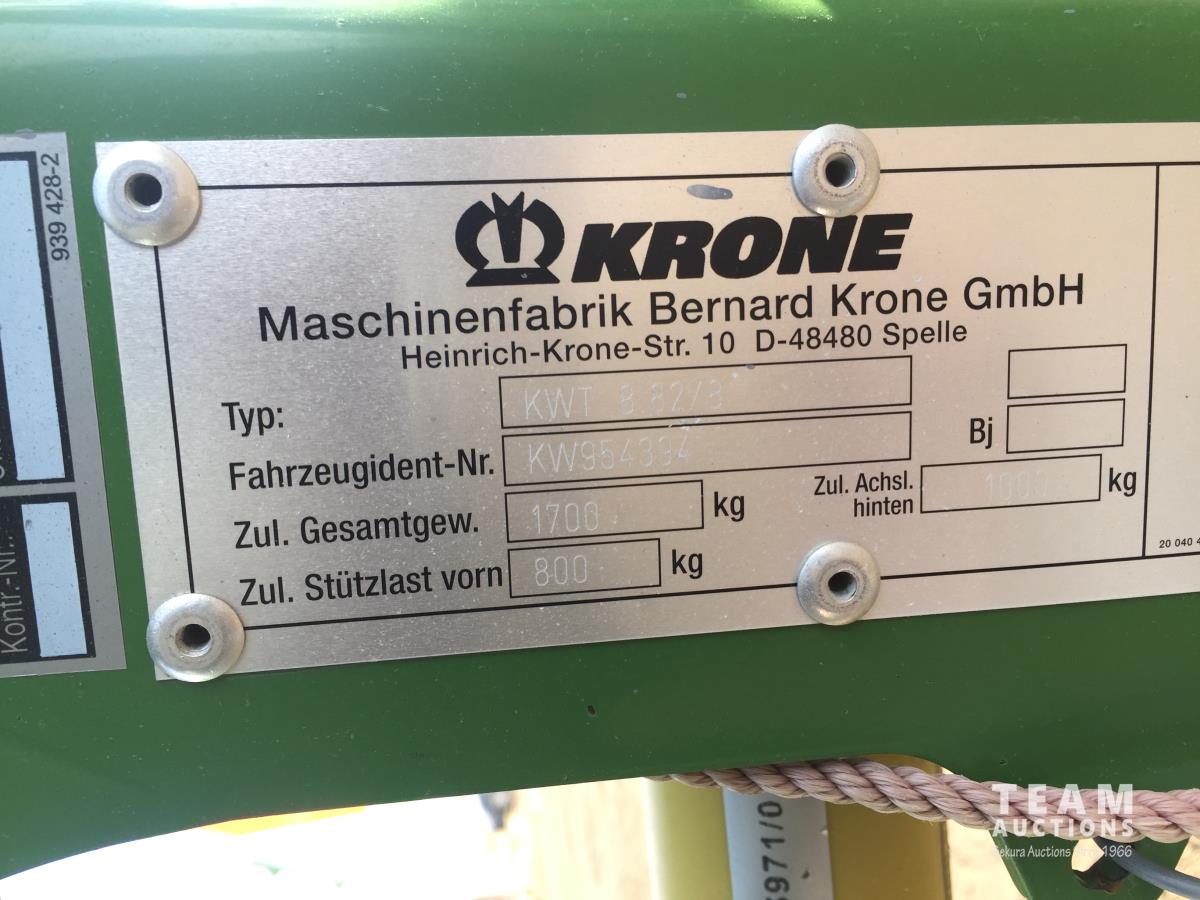 939 428-2
Kontr.-Nr.
KRONE
Maschinenfabrik Bernard Krone GmbH
Heinrich-Krone-Str. 10 D-48480 Spelle
Typ: KWT 8.82/8
Fahrzeugident-Nr. KW954394 Bj
Zul. Gesamtgew. 1700 kg Zul. Achsl. hinten kg
Zul. Stützlast vorn 800 kg
20 040 4
TEAM
AUCTIONS
1966